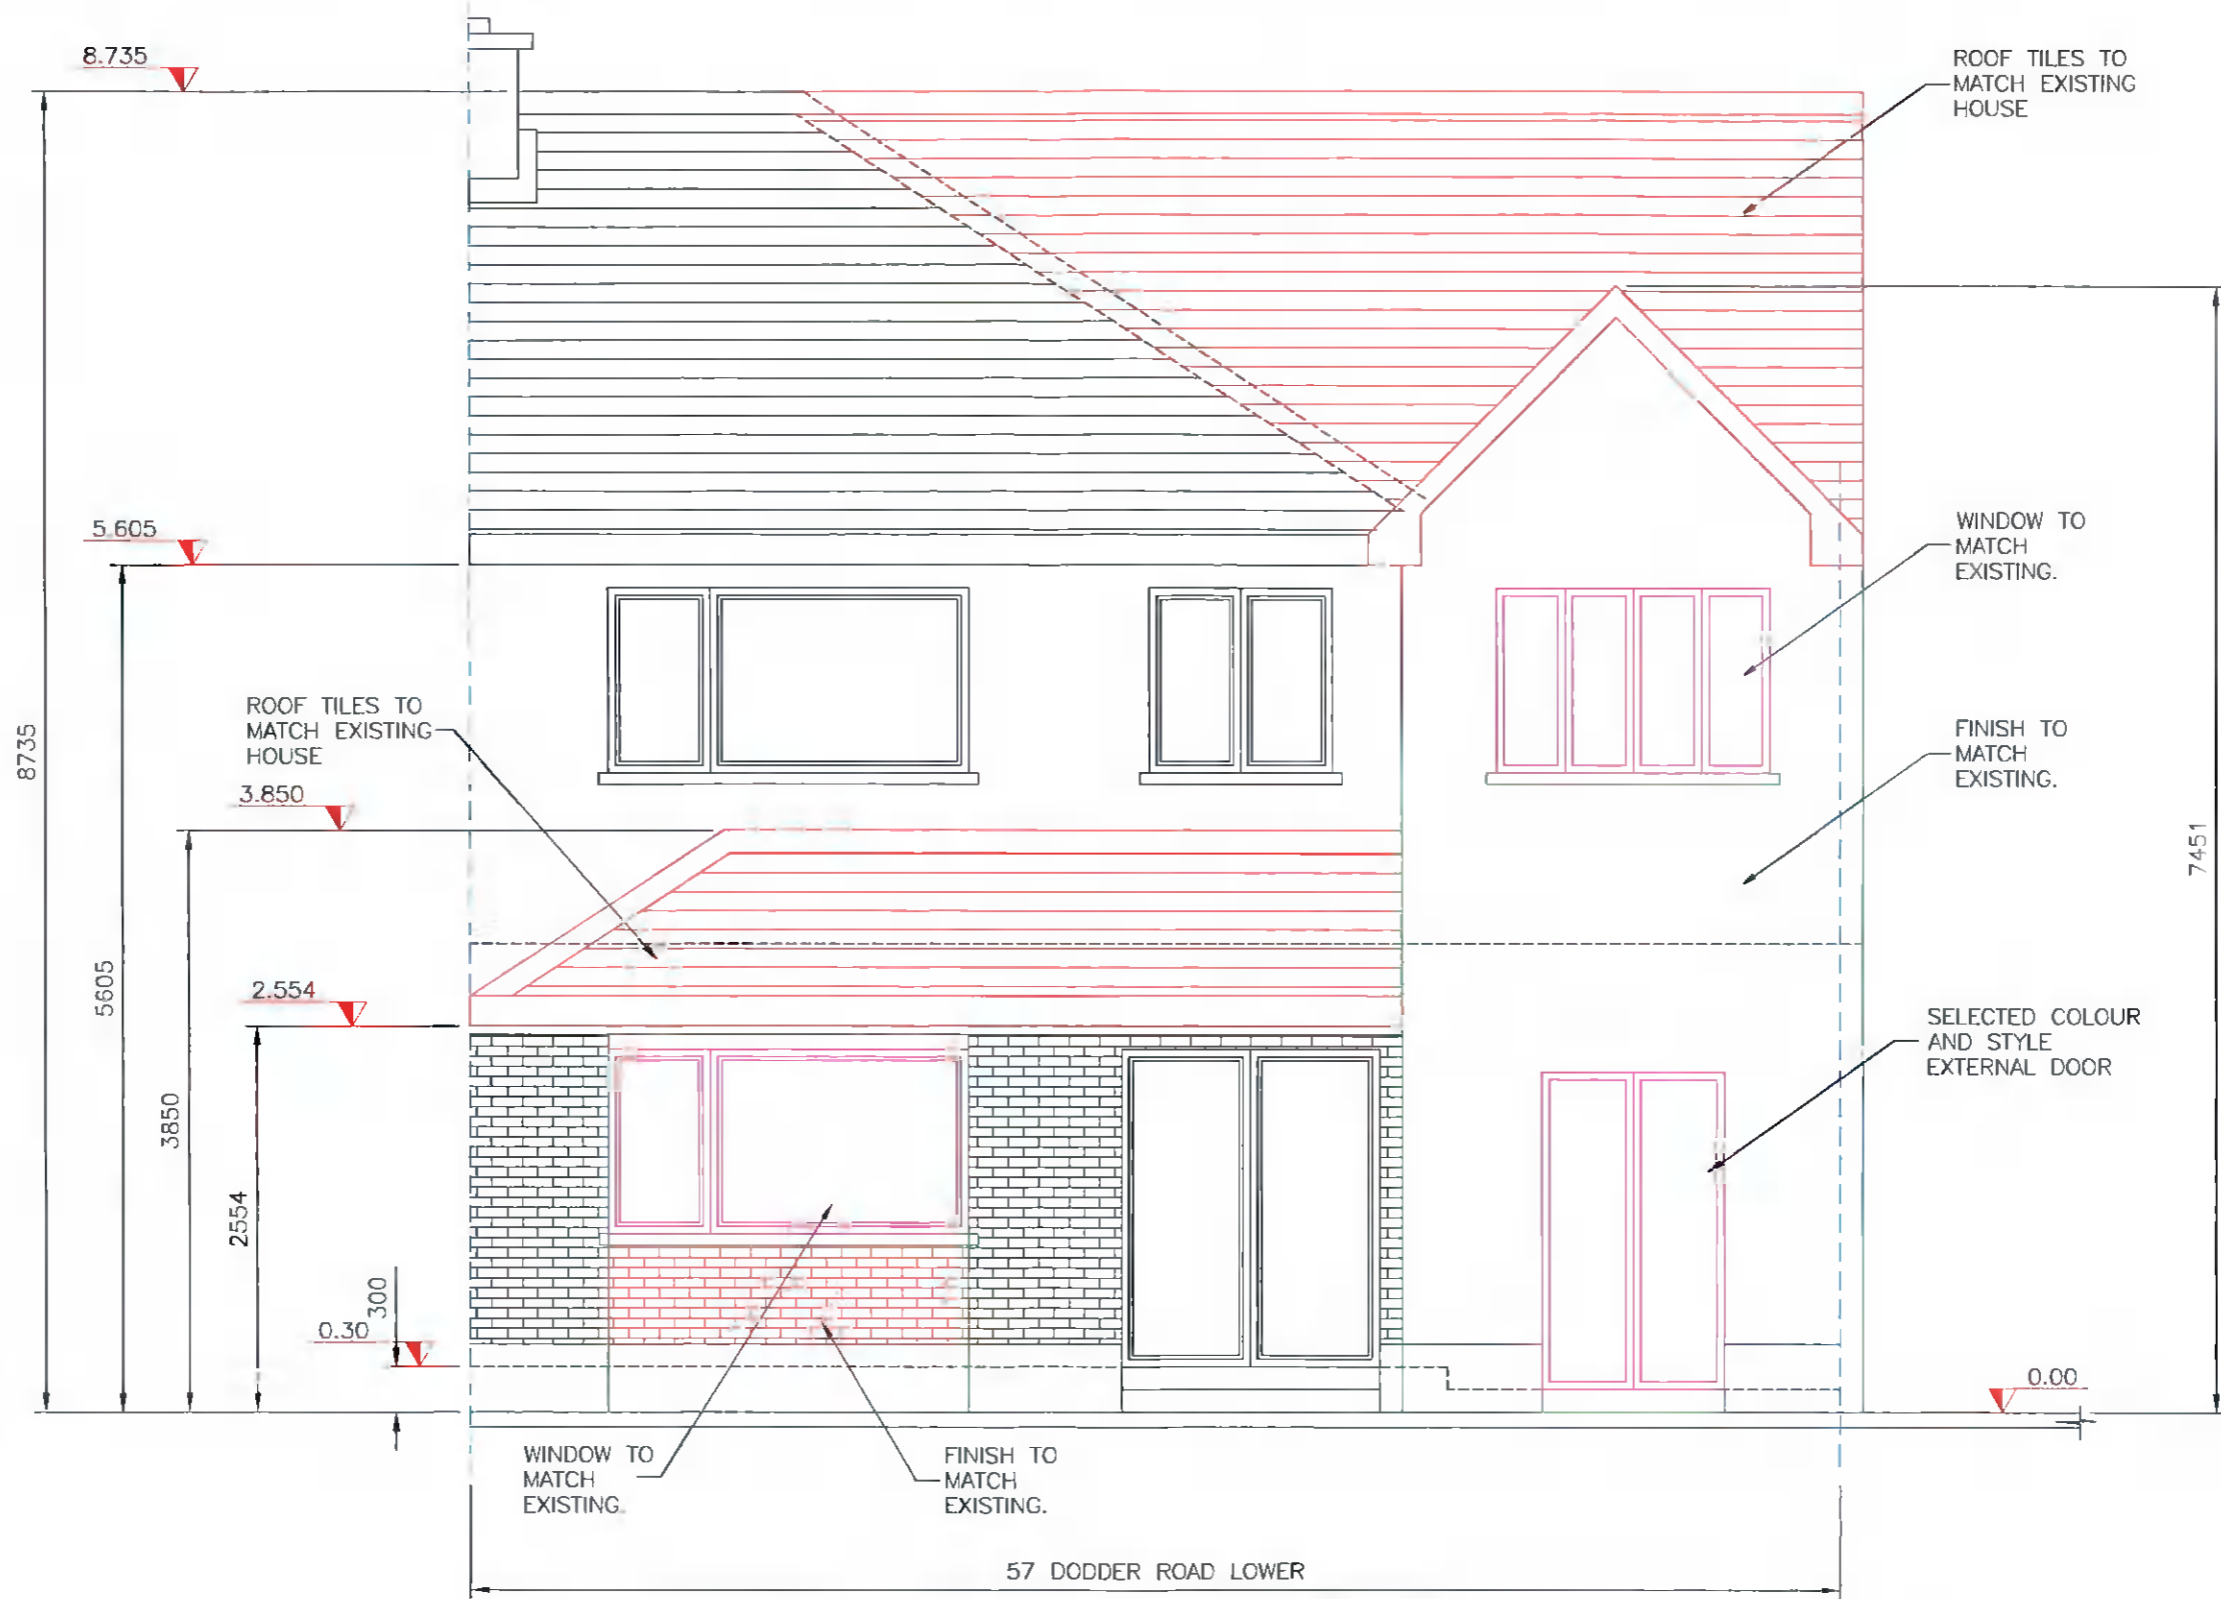 8.735
ROOF TILES TO
MATCH EXISTING
HOUSE
5.605
WINDOW TO
MATCH
EXISTING.
ROOF TILES TO
MATCH EXISTING
HOUSE
8735
FINISH TO
MATCH
EXISTING.
3.850
7451
5605
2.554
SELECTED COLOUR
AND STYLE
EXTERNAL DOOR
3850
2554
300
0.30
0.00
WINDOW TO
MATCH
EXISTING.
FINISH TO
MATCH
EXISTING.
57 DODDER ROAD LOWER